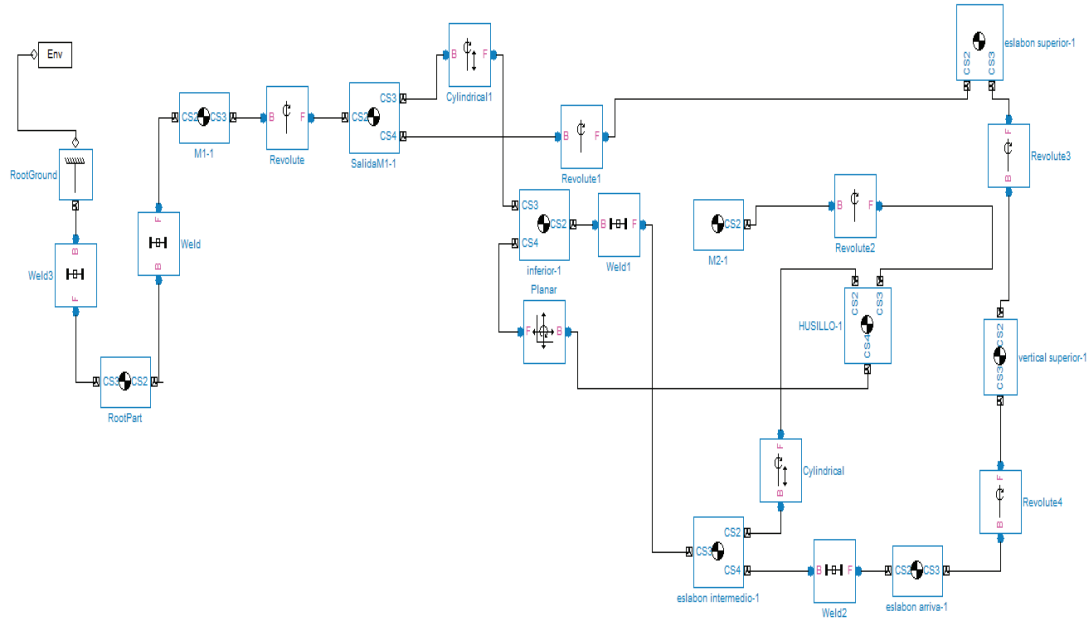 Env
RootGround
B
Weld3
F
CS3 CS2
RootPart
F
Weld
B
CS2 CS3
M1-1
B F
Revolute
CS3
CS2
CS4
SalidaM1-1
B F
Cylindrical1
B F
Revolute1
eslabon superior-1
CS2
CS3
F
Revolute3
B
CS3
CS2
CS4
inferior-1
B F
Weld1
CS2
M2-1
B F
Revolute2
Planar
F B
CS2
CS3
HUSILLO-1
CS4
CS2
vertical superior-1
CS3
F
Cylindrical
B
F
Revolute4
B
CS2
CS3
CS4
eslabon intermedio-1
B F
Weld2
CS2 CS3
eslabon arriva-1